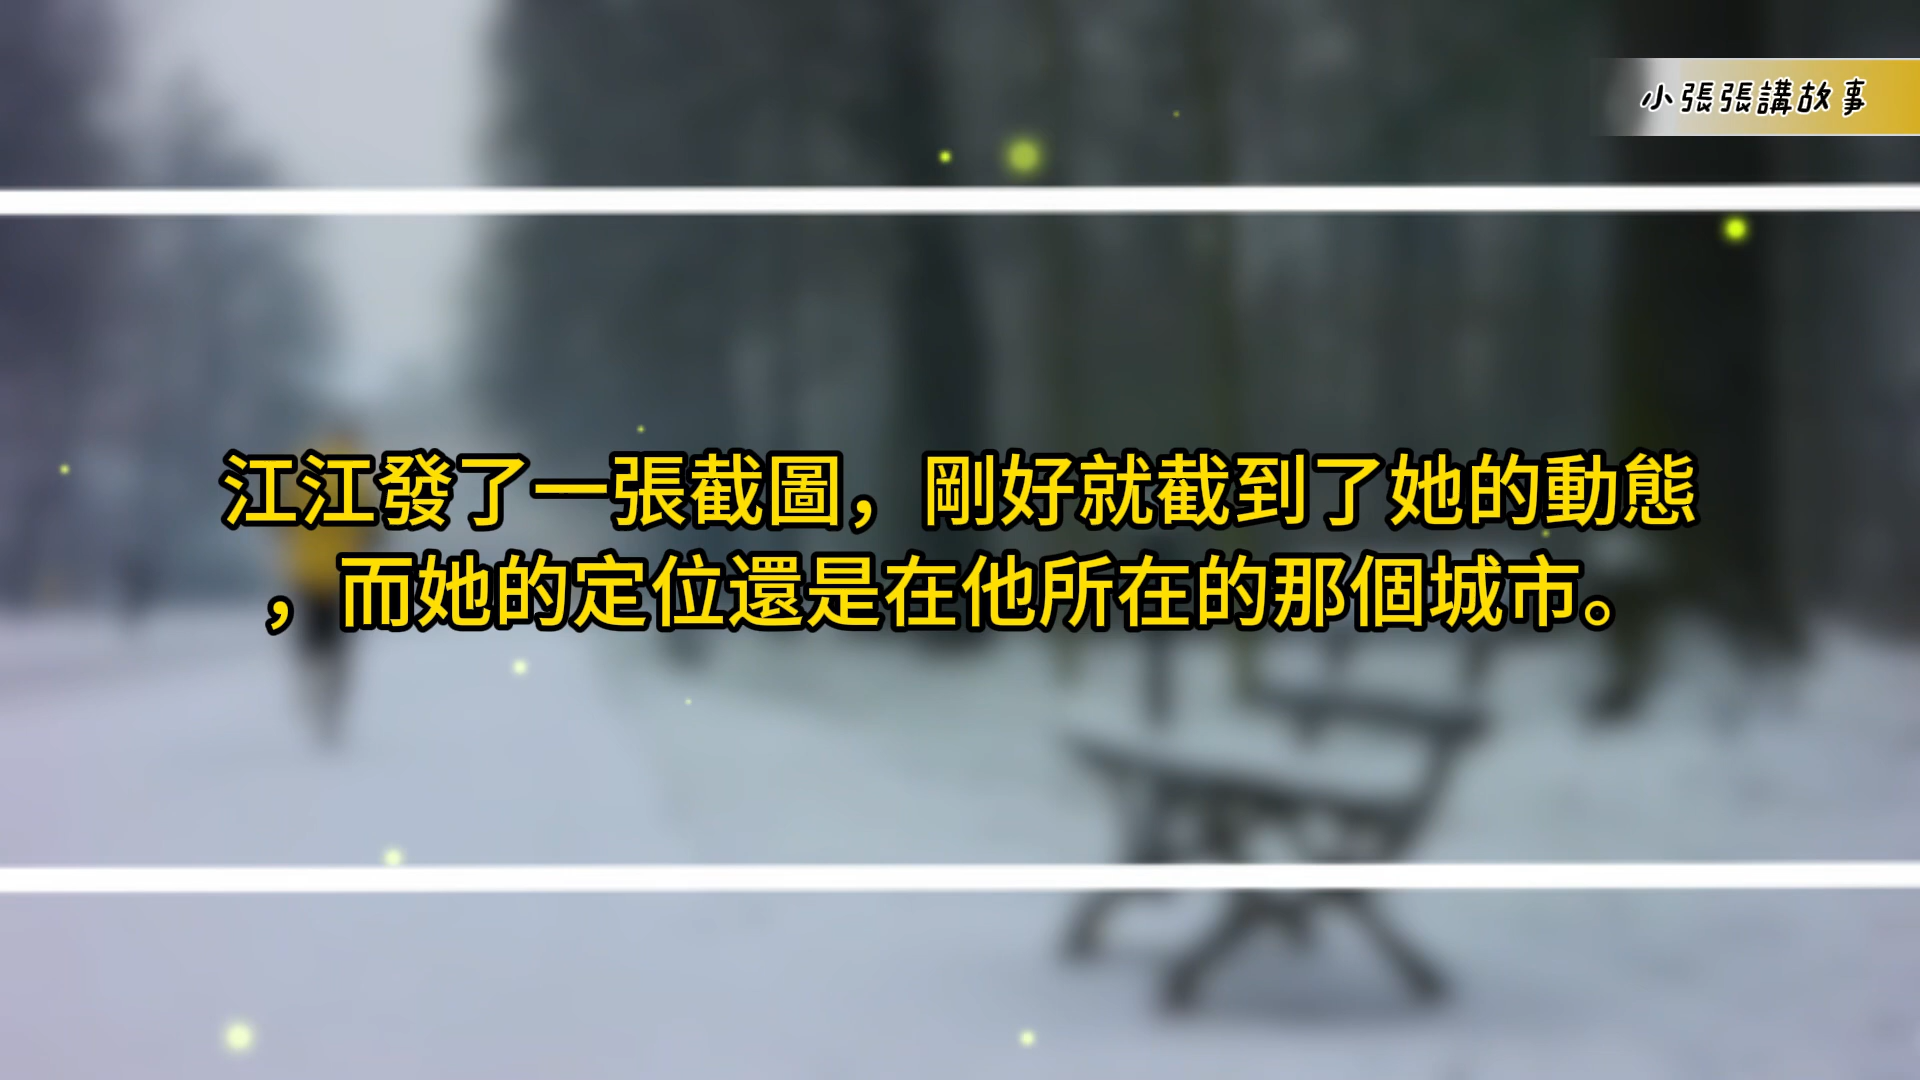 小張張講故事
江江發了一張截圖，剛好就截到了她的動態
，而她的定位還是在他所在的那個城市。